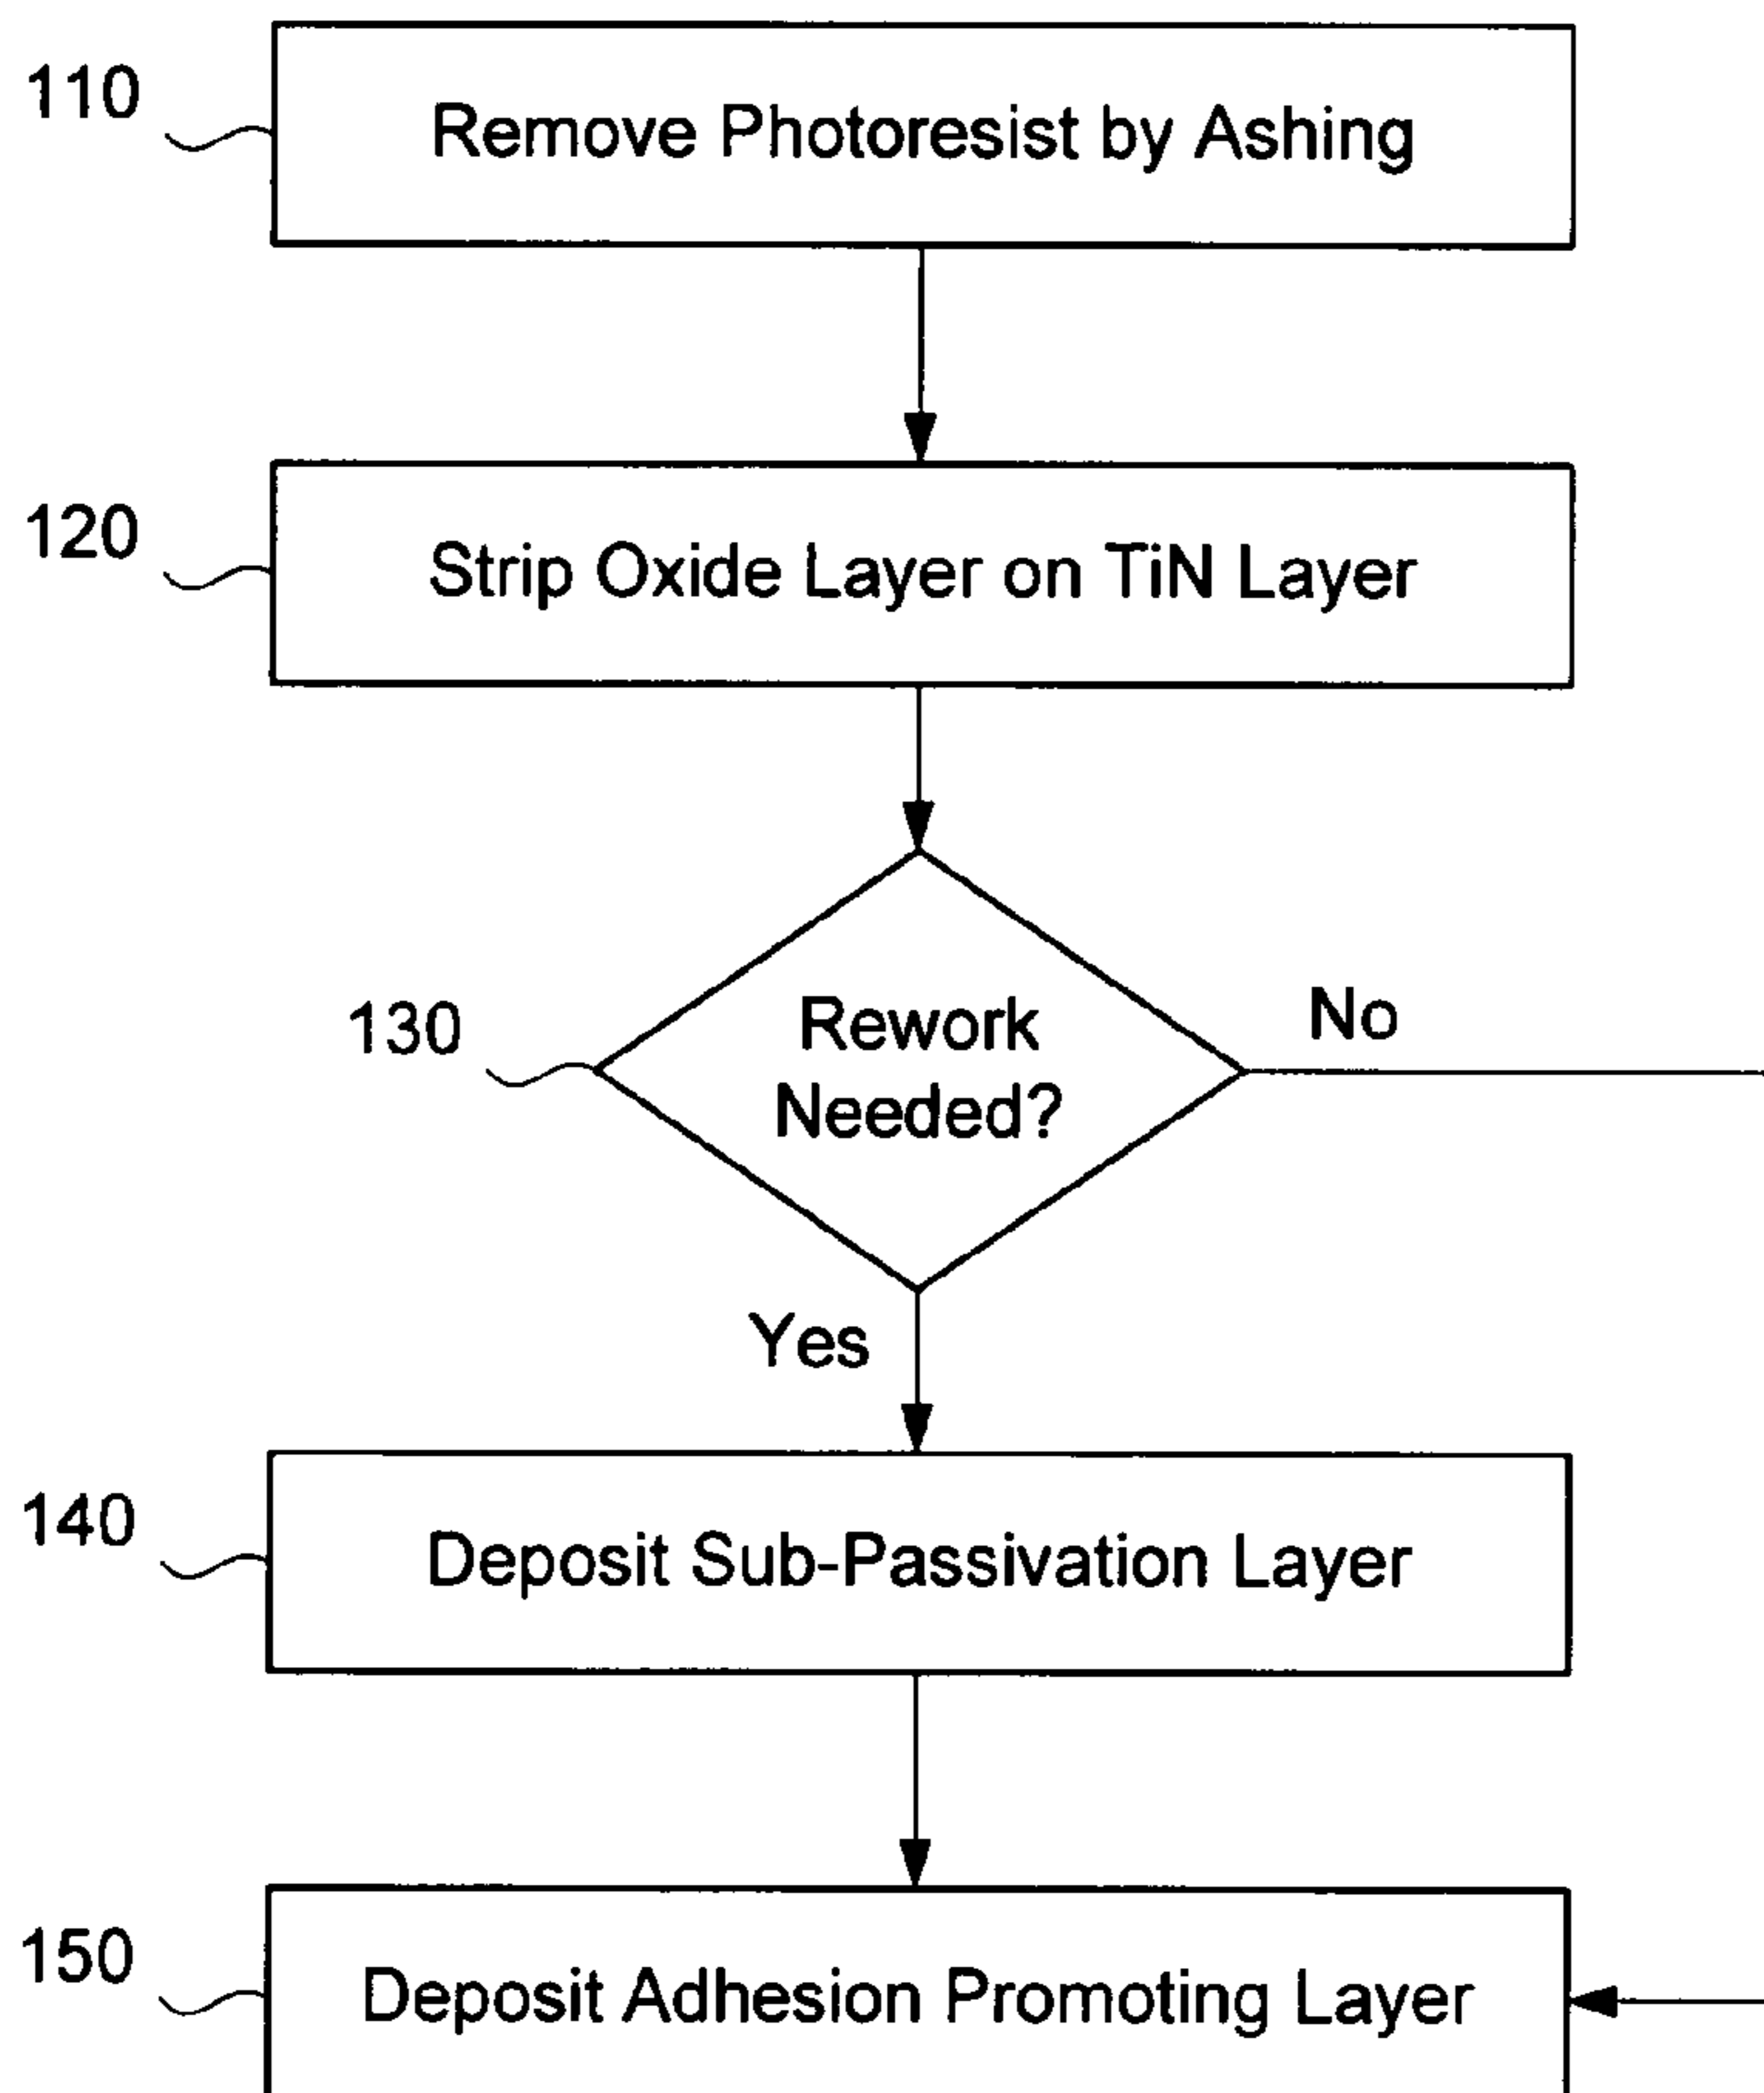 110
Remove Photoresist by Ashing
120
Strip Oxide Layer on TiN Layer
130
Rework
Needed?
No
Yes
140
Deposit Sub-Passivation Layer
150
Deposit Adhesion Promoting Layer